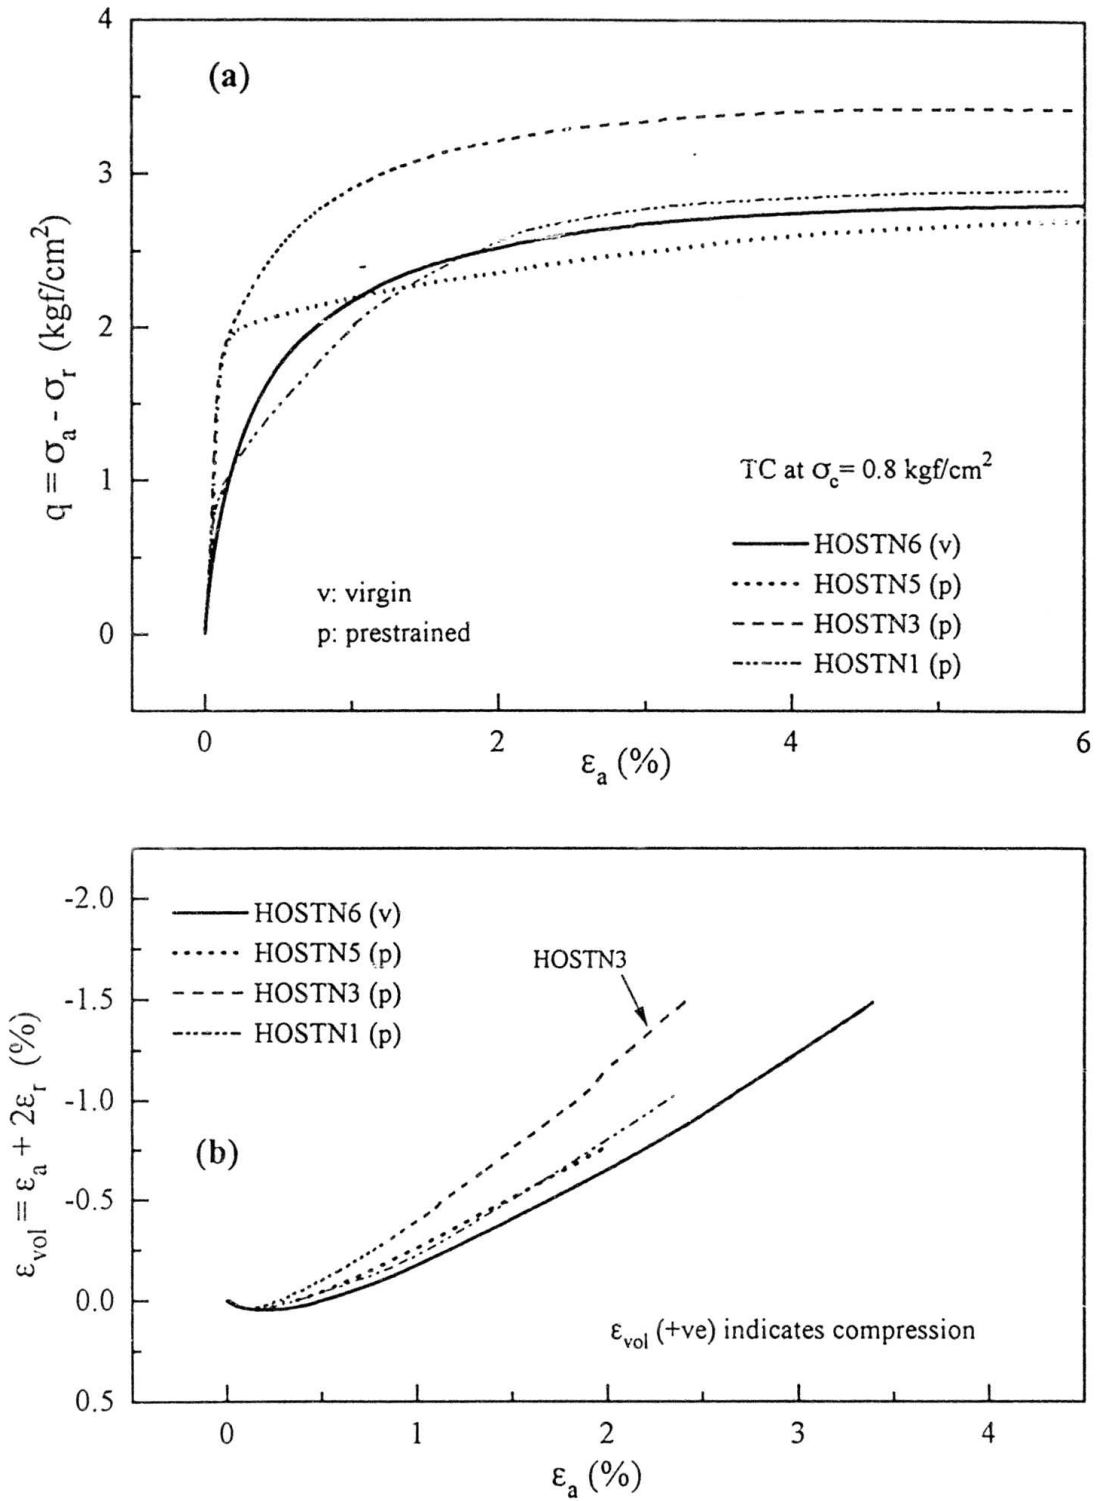 4
(a)
3
2
1
0
q = σa - σr (kgf/cm²)
TC at σc= 0.8 kgf/cm²
HOSTN6 (v)
HOSTN5 (p)
HOSTN3 (p)
HOSTN1 (p)
v: virgin
p: prestrained
0 2 4 6
εa (%)
-2.0
-1.5
-1.0
-0.5
0.0
0.5
εvol = εa + 2εr (%)
HOSTN6 (v)
HOSTN5 (p)
HOSTN3 (p)
HOSTN1 (p)
HOSTN3
(b)
εvol (+ve) indicates compression
0 1 2 3 4
εa (%)